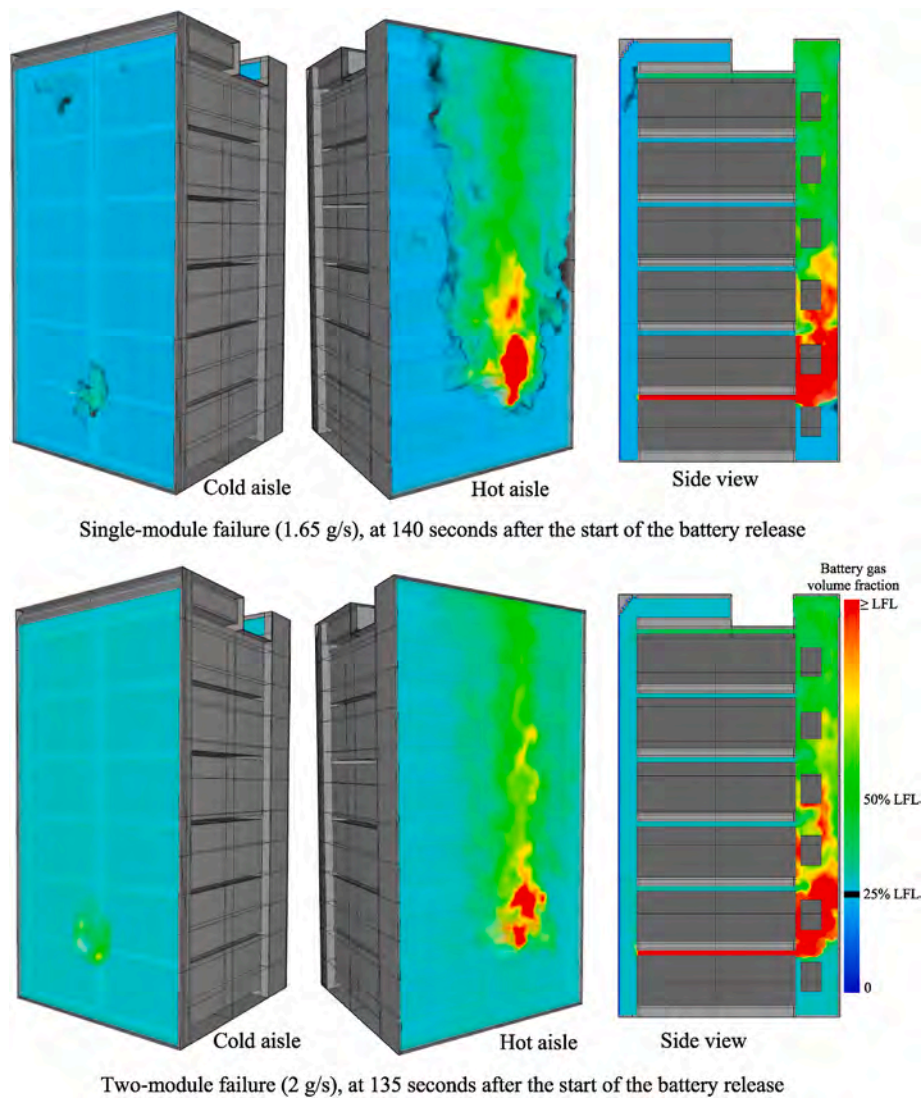 Cold aisle
Hot aisle
Side view
Single-module failure (1.65 g/s), at 140 seconds after the start of the battery release
Battery gas
volume fraction
≥ LFL
50% LFL
25% LFL
0
Cold aisle
Hot aisle
Side view
Two-module failure (2 g/s), at 135 seconds after the start of the battery release